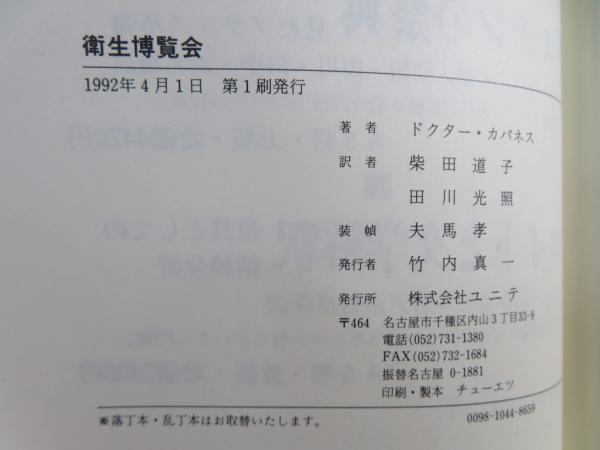 衛生博覧会
1992年4月1日 第1刷発行
著者 ドクター・カバネス
訳者 柴田道子
田川光照
装幀 夫馬孝
発行者 竹内真一
発行所 株式会社ユニテ
〒464 名古屋市千種区内山3丁目33-8
電話(052)731-1380
FAX(052)732-1684
振替名古屋 0-1881
印刷・製本 チューエツ
※落丁本・乱丁本はお取替いたします。
0098-1044-8659